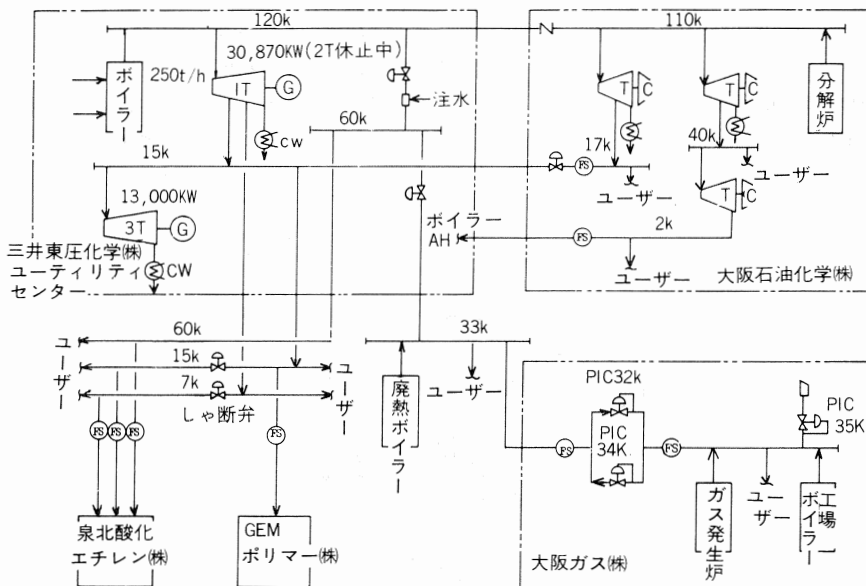 120k
110k
30,870KW(2T休止中)
ボイラー
250t/h
1T
G
注水
CW
60k
15k
13,000KW
3T
G
CW
三井東圧化学㈱
ユーティリティ
センター
T
C
T
C
分解炉
17k
40k
FS
ユーザー
ユーザー
T
C
ボイラー
AH
FS
2k
ユーザー
大阪石油化学㈱
60k
15k
7k
ユーザー
ユーザー
しゃ断弁
FS
FS
FS
FS
泉北酸化
エチレン㈱
GEM
ポリマー㈱
33k
廃熱ボイラー
ユーザー
PIC32k
PIC
34K
FS
FS
PIC
35K
ガス発生炉
ユーザー
工場
ボイラー
大阪ガス㈱